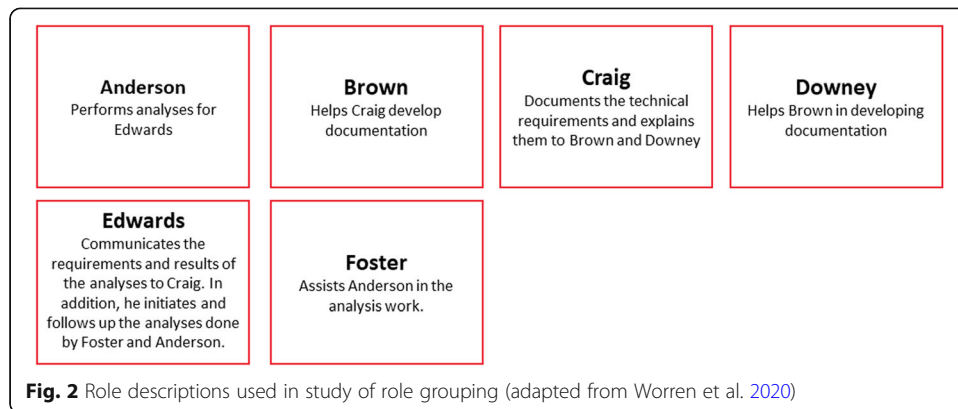 Anderson
Performs analyses for
Edwards
Brown
Helps Craig develop
documentation
Craig
Documents the technical
requirements and explains
them to Brown and Downey
Downey
Helps Brown in developing
documentation
Edwards
Communicates the
requirements and results of
the analyses to Craig. In
addition, he initiates and
follows up the analyses done
by Foster and Anderson.
Foster
Assists Anderson in the
analysis work.
Fig. 2 Role descriptions used in study of role grouping (adapted from Worren et al. 2020)